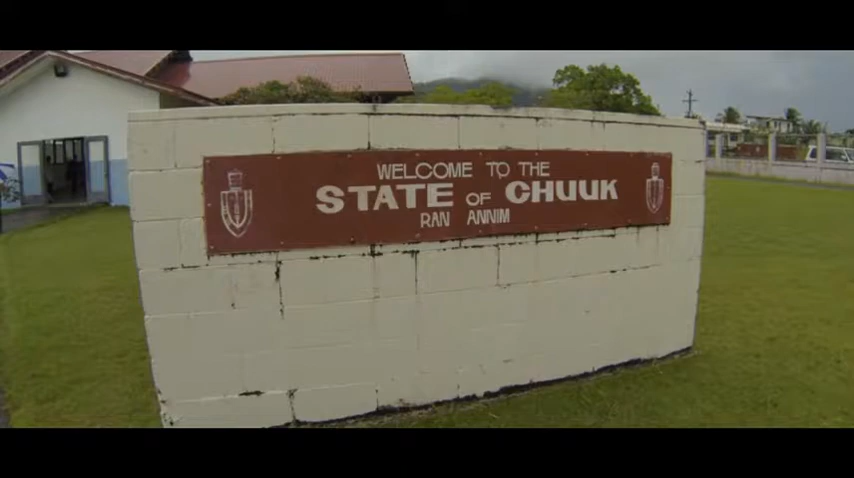 WELCOME TO THE
STATE OF CHUUK
RAN ANNIM